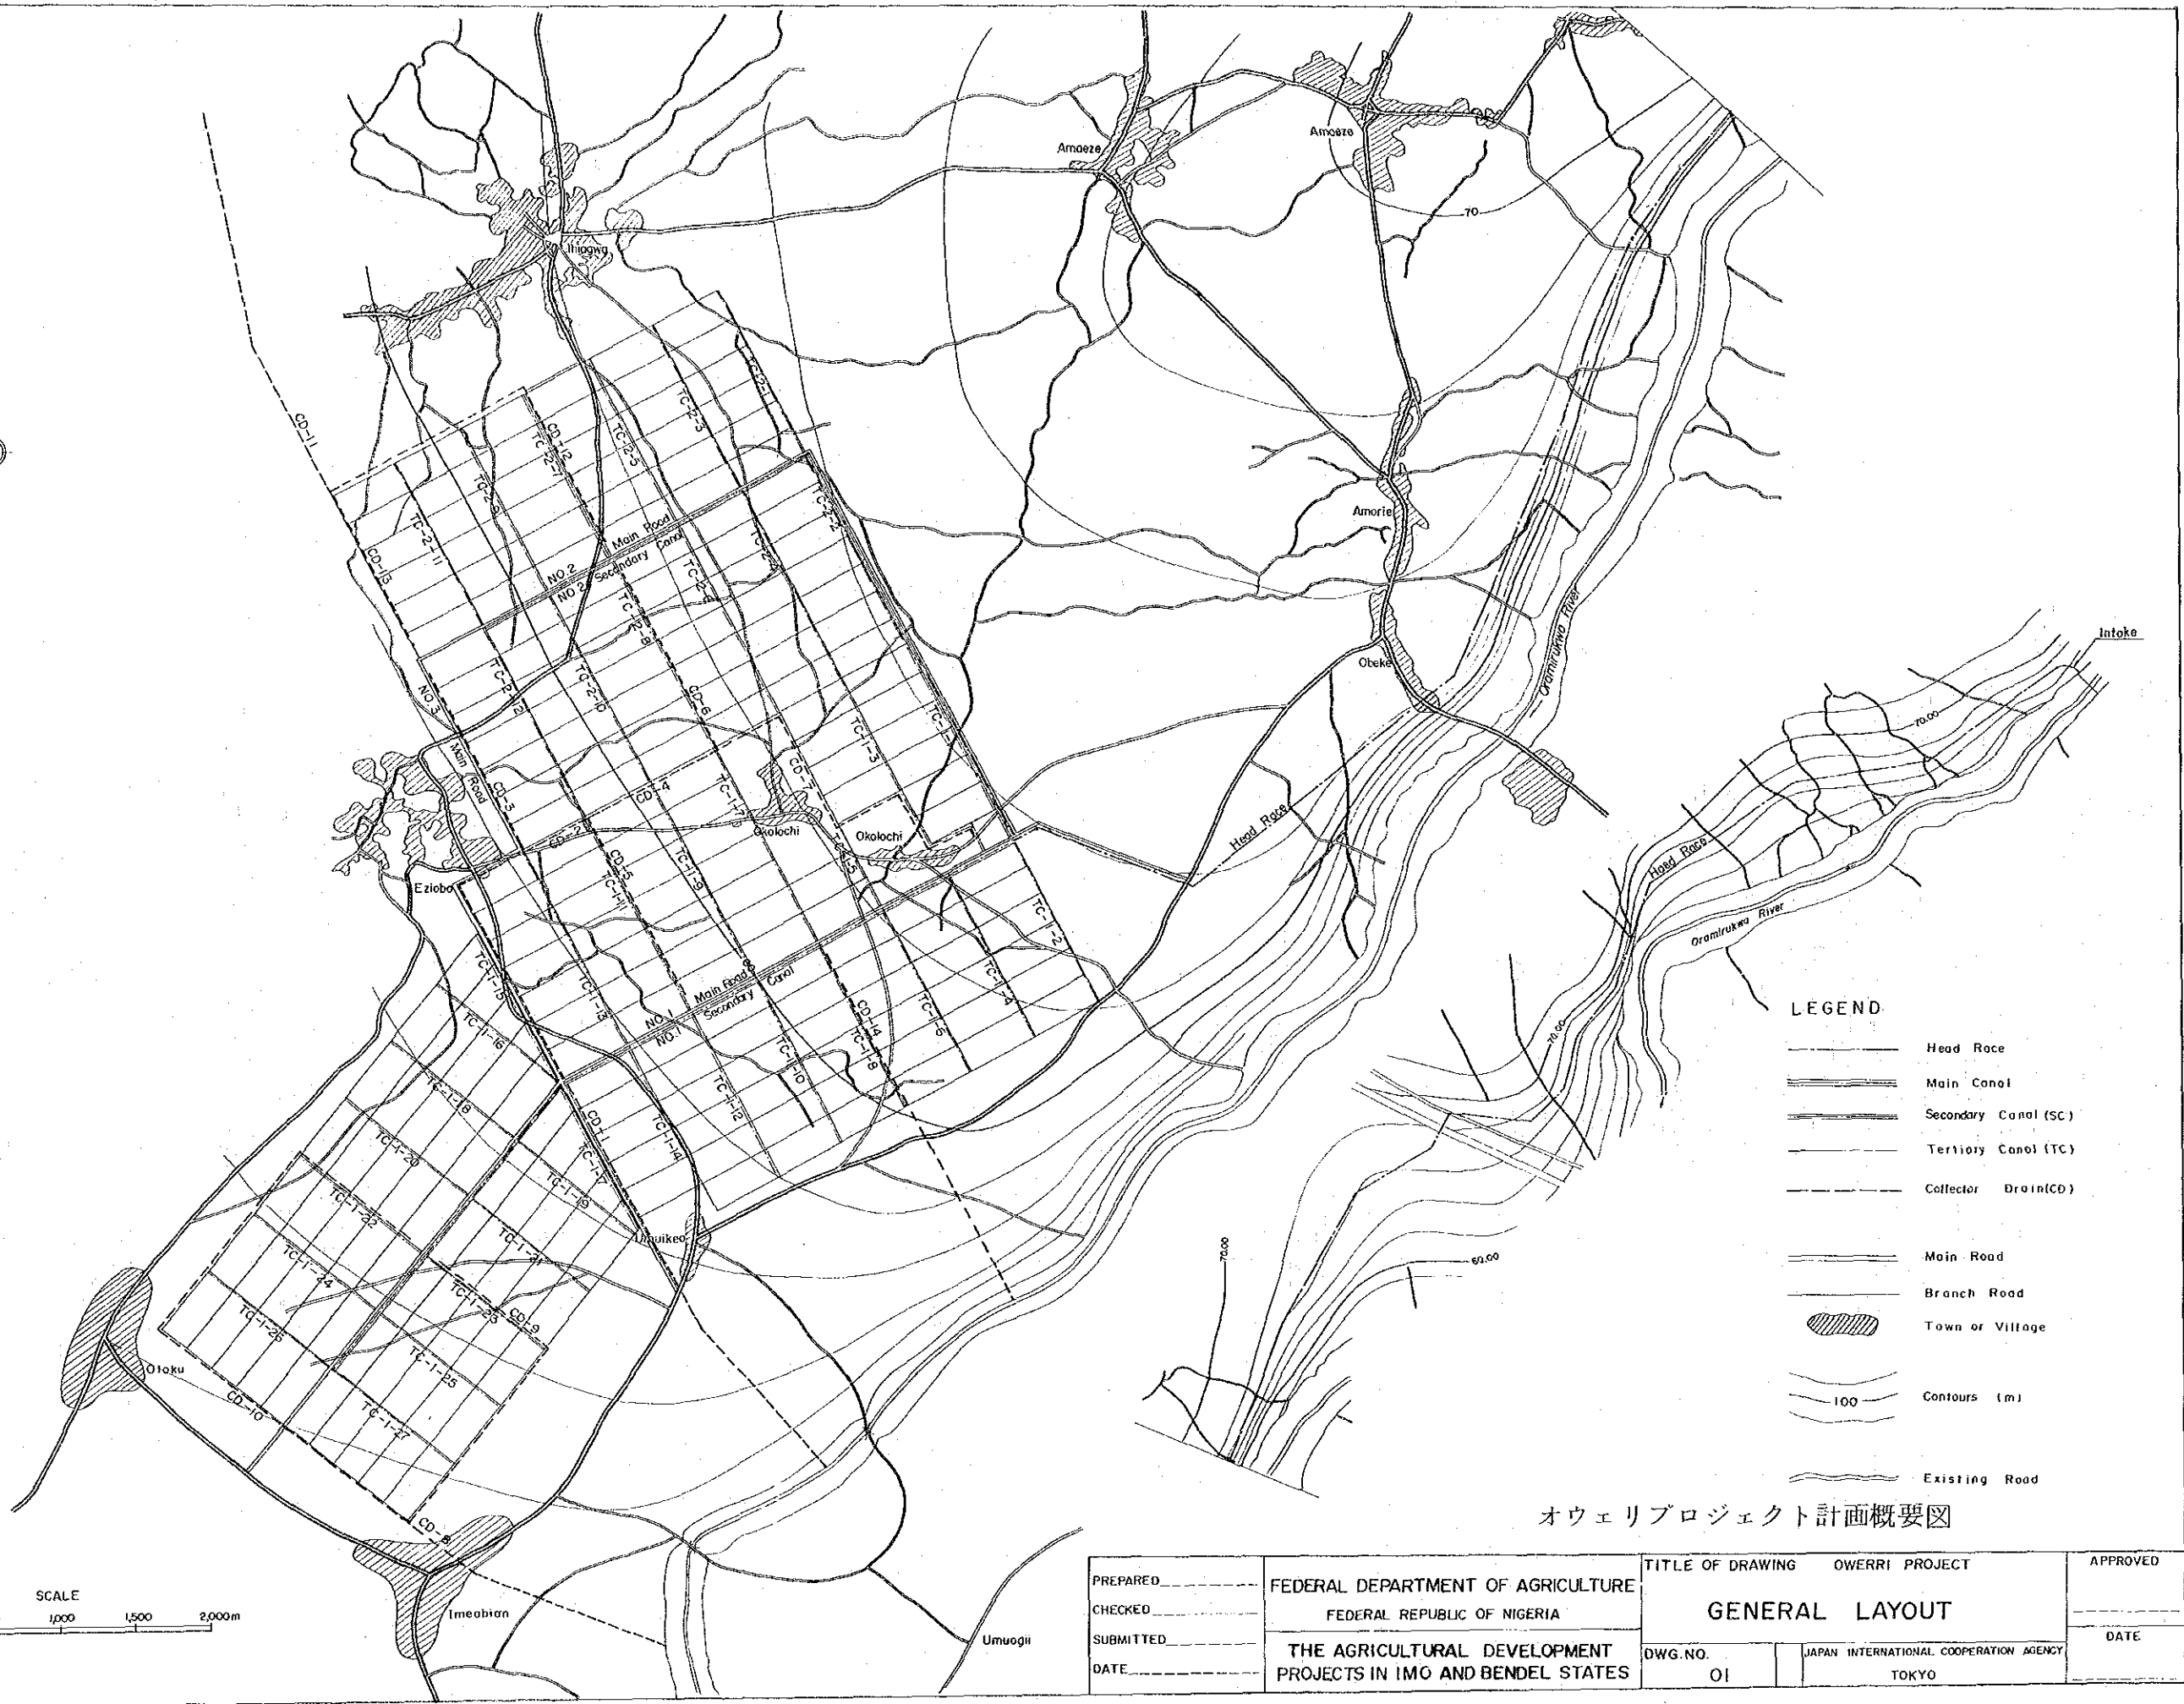 Amaeze
Amaeze
70
Ihiagwa
CD-11
TC-2-1
TC-2-3
TC-2-5
CD-12
TC-2-7
TC-2-9
TC-2-11
CD-13
TC-2-2
TC-2-4
TC-2-6
TC-2-8
TC-2-10
TC-2-12
NO.2 Main Road
NO.2 Secondary Canal
NO.3
Main Road
Amorie
Obeke
Oramirukwa River
Intake
70.00
Head Race
Oramirukwa River
70.00
CD-6
TC-1-1
TC-1-3
CD-7
CD-4
TC-1-7
CD-3
CD-2
Okolochi
Okolochi
TC-1-5
Head Race
Eziobo
CD-5
TC-1-11
TC-1-9
TC-1-2
TC-1-4
TC-1-6
CD-14
TC-1-8
TC-1-10
TC-1-12
TC-1-13
TC-1-14
TC-1-15
TC-1-16
NO.1 Main Road
NO.1 Secondary Canal
CD-1
TC-1-17
TC-1-18
TC-1-19
TC-1-20
TC-1-21
TC-1-22
TC-1-23
CD-9
TC-1-24
TC-1-25
TC-1-26
TC-1-27
CD-10
CD-8
Umuikeo
Otoku
Imeabian
Umuogii
70.00
60.00
LEGEND
Head Race
Main Canal
Secondary Canal (SC)
Tertiary Canal (TC)
Collector Drain(CD)
Main Road
Branch Road
Town or Village
100
Contours (m)
Existing Road
オウェリプロジェクト計画概要図
SCALE
1,000 1,500 2,000m
PREPARED
CHECKED
SUBMITTED
DATE
FEDERAL DEPARTMENT OF AGRICULTURE
FEDERAL REPUBLIC OF NIGERIA
THE AGRICULTURAL DEVELOPMENT
PROJECTS IN IMO AND BENDEL STATES
TITLE OF DRAWING OWERRI PROJECT
GENERAL LAYOUT
DWG.NO.
01
JAPAN INTERNATIONAL COOPERATION AGENCY
TOKYO
APPROVED
DATE